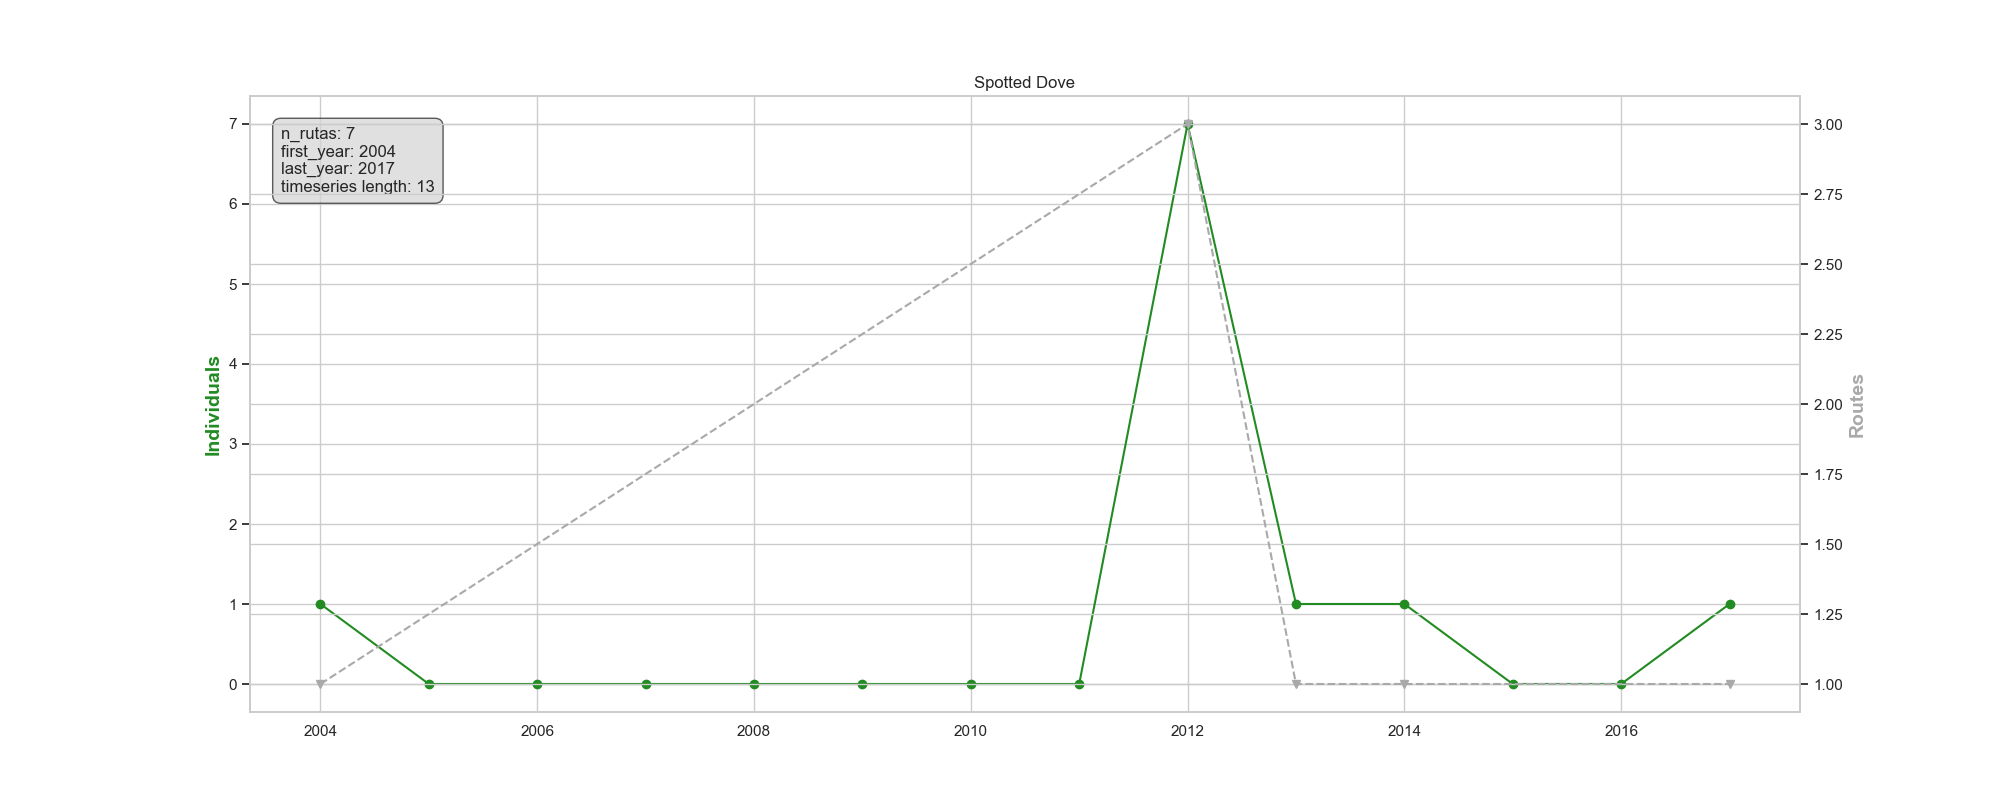 Spotted Dove
n_rutas: 7
first_year: 2004
last_year: 2017
timeseries length: 13
Individuals
7
6
5
4
3
2
1
0
3.00
2.75
2.50
2.25
2.00
1.75
1.50
1.25
1.00
Routes
2004 2006 2008 2010 2012 2014 2016